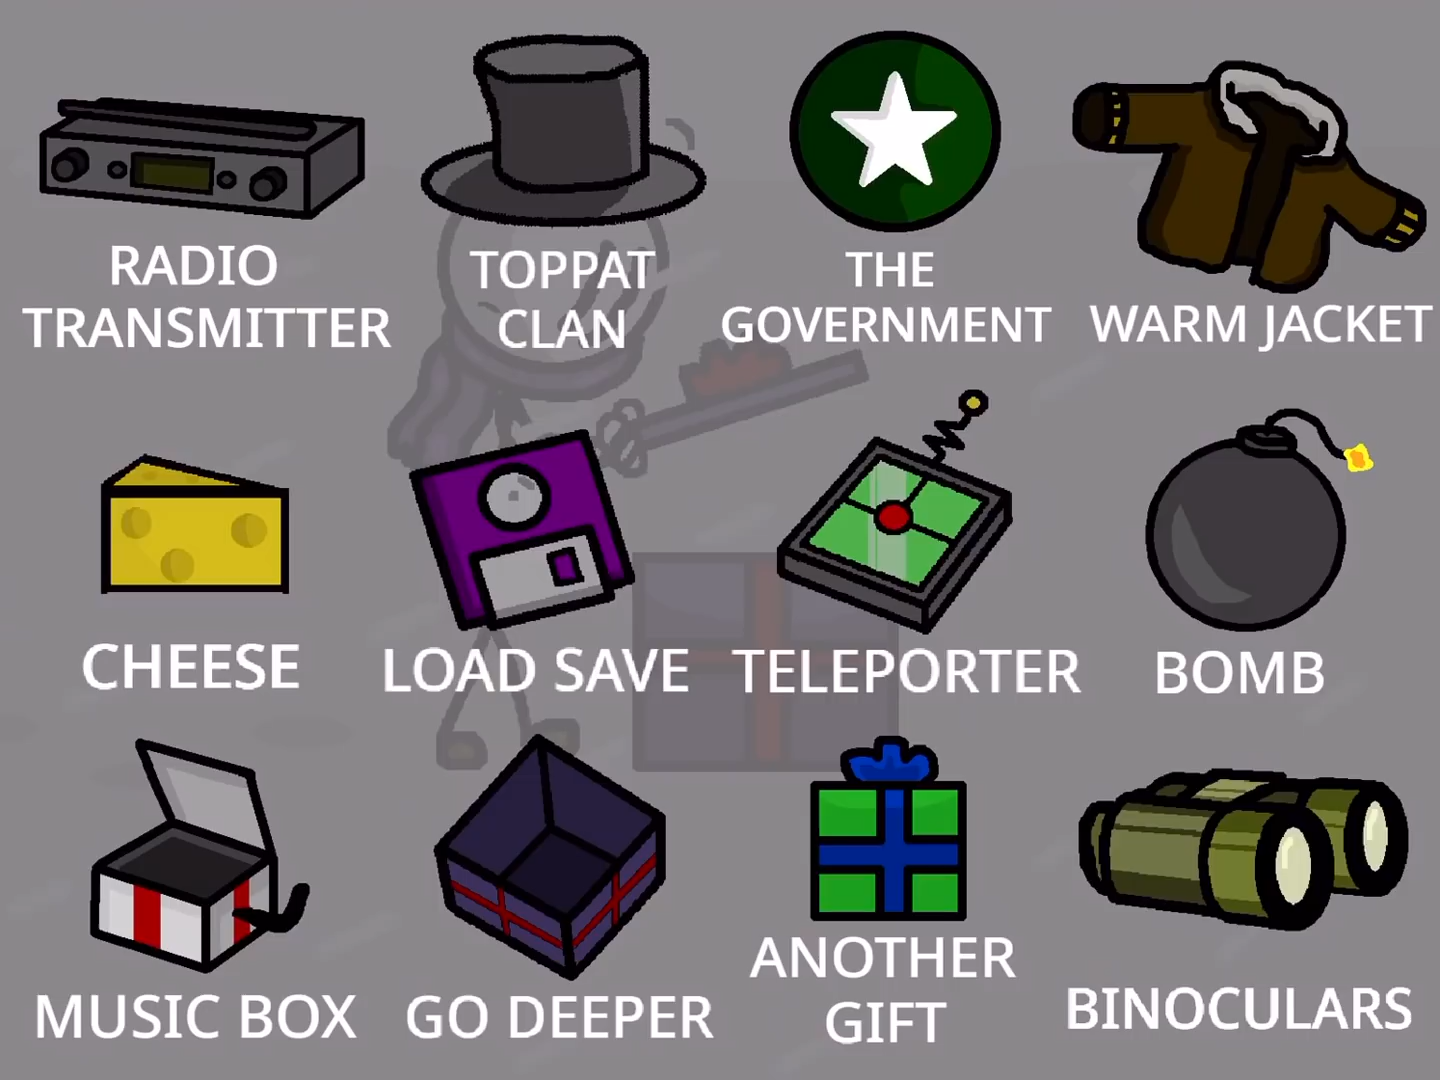 RADIO
TRANSMITTER
TOPPAT
CLAN
THE
GOVERNMENT
WARM JACKET
CHEESE
LOAD SAVE
TELEPORTER
BOMB
MUSIC BOX
GO DEEPER
ANOTHER
GIFT
BINOCULARS